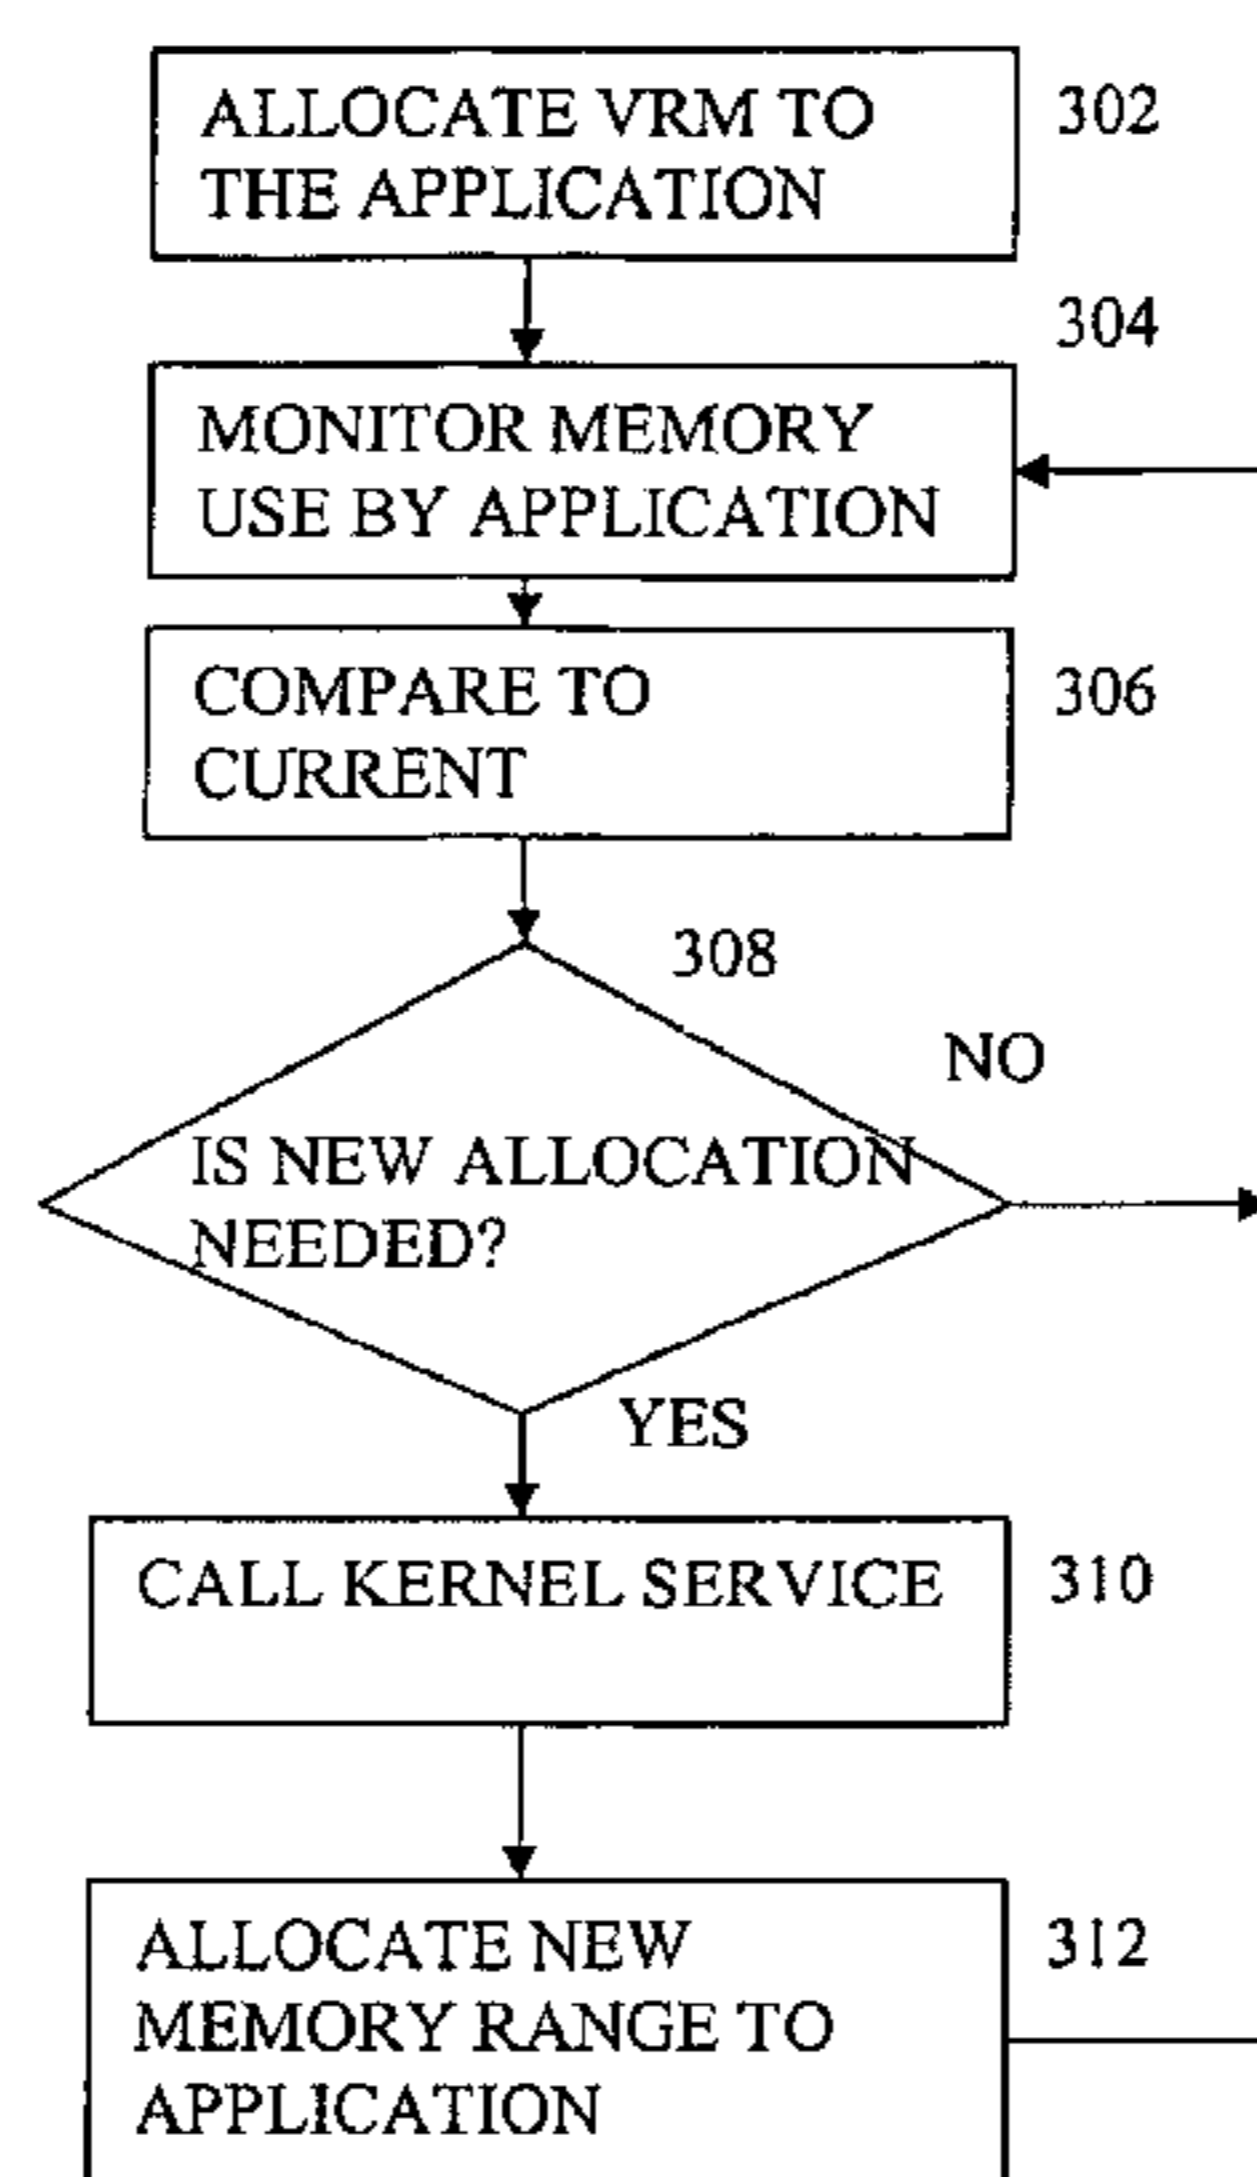 ALLOCATE VRM TO
THE APPLICATION
302
304
MONITOR MEMORY
USE BY APPLICATION
COMPARE TO
CURRENT
306
308
NO
IS NEW ALLOCATION
NEEDED?
YES
CALL KERNEL SERVICE
310
ALLOCATE NEW
MEMORY RANGE TO
APPLICATION
312